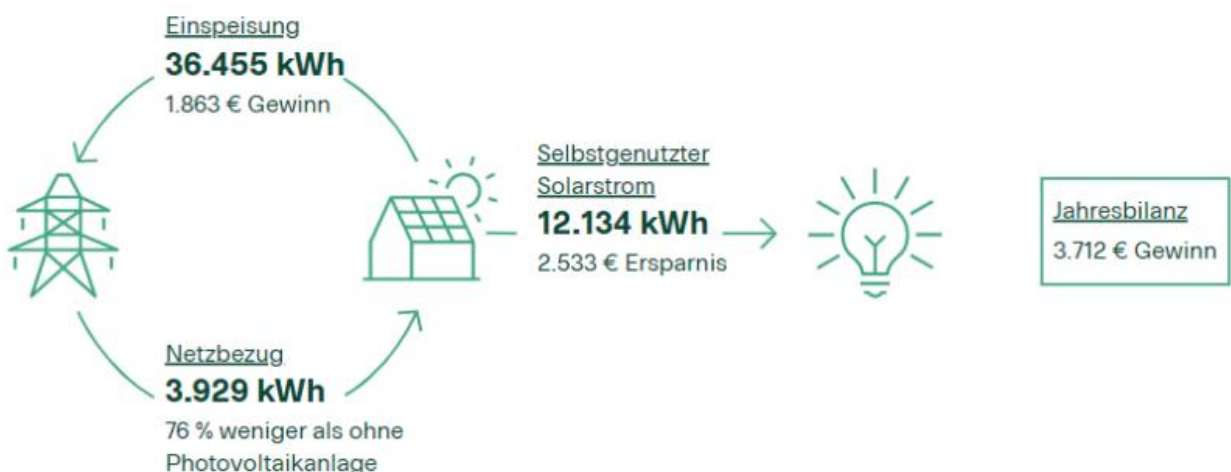 Einspeisung
36.455 kWh
1.863 € Gewinn
Selbstgenutzter
Solarstrom
12.134 kWh
2.533 € Ersparnis
Jahresbilanz
3.712 € Gewinn
Netzbezug
3.929 kWh
76 % weniger als ohne
Photovoltaikanlage